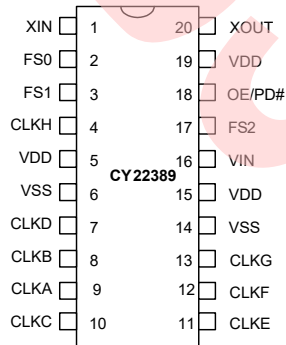 XIN 1 20 XOUT
FS0 2 19 VDD
FS1 3 18 OE/PD#
CLKH 4 17 FS2
VDD 5 16 VIN
CY22389
VSS 6 15 VDD
CLKD 7 14 VSS
CLKB 8 13 CLKG
CLKA 9 12 CLKF
CLKC 10 11 CLKE